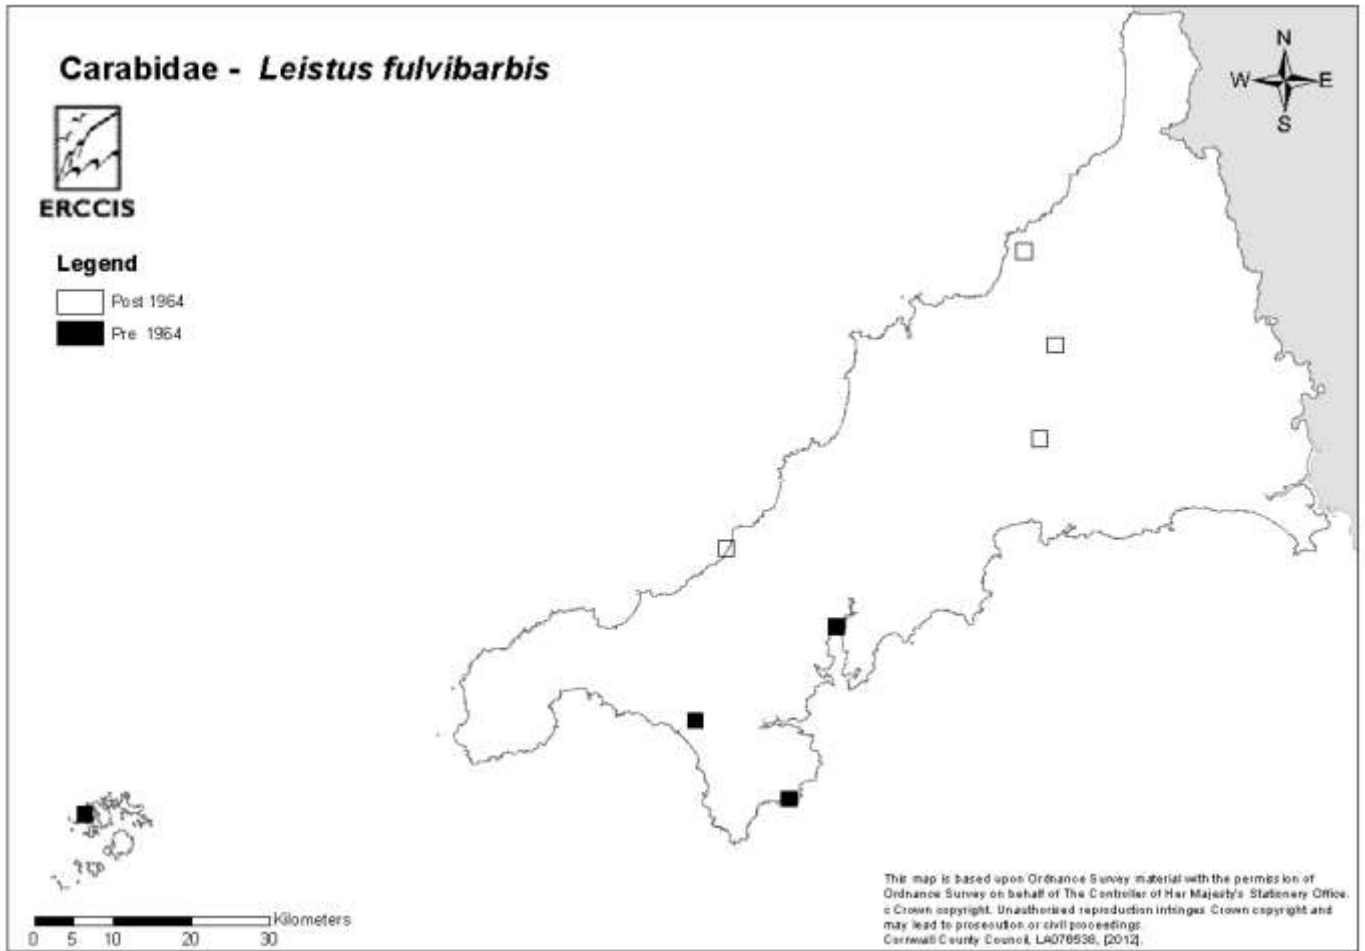 Carabidae - Leistus fulvibarbis
N
W E
S
ERCCIS
Legend
Post 1964
Pre 1964
Kilometers
0 5 10 20 30
This map is based upon Ordnance Survey material with the permission of
Ordnance Survey on behalf of The Controller of Her Majesty's Stationery Office.
c Crown copyright. Unauthorised reproduction infringes Crown copyright and
may lead to prosecution or civil proceedings.
Cornwall County Council, LA076538, [2012].